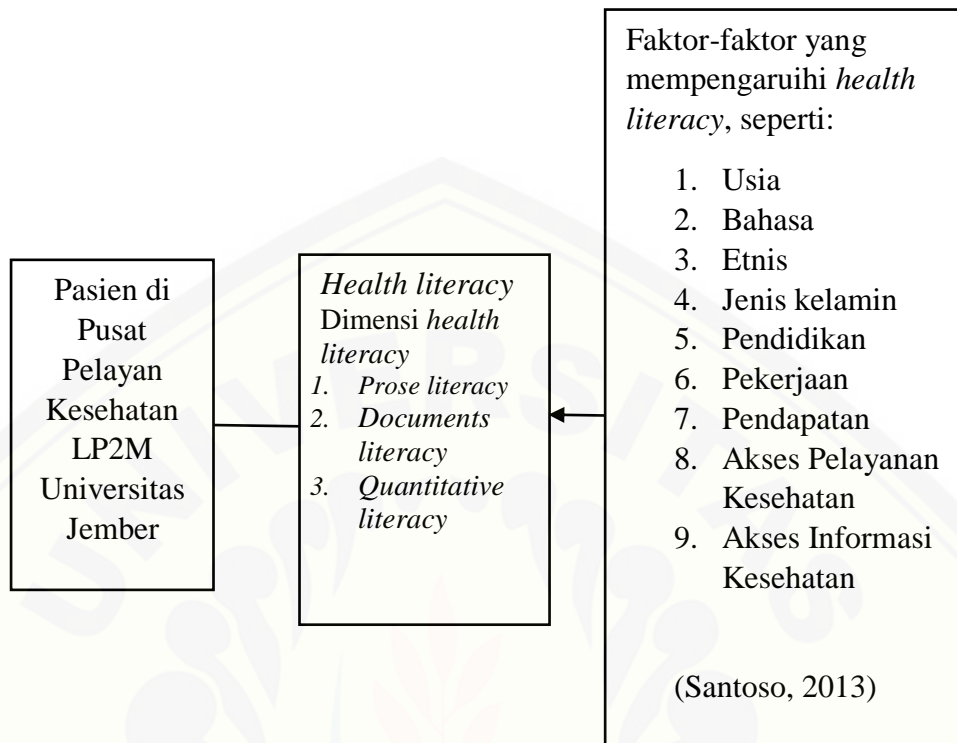 Pasien di
Pusat
Pelayan
Kesehatan
LP2M
Universitas
Jember
Health literacy
Dimensi health
literacy
1. Prose literacy
2. Documents
literacy
3. Quantitative
literacy
Faktor-faktor yang
mempengaruihi health
literacy, seperti:
1. Usia
2. Bahasa
3. Etnis
4. Jenis kelamin
5. Pendidikan
6. Pekerjaan
7. Pendapatan
8. Akses Pelayanan
Kesehatan
9. Akses Informasi
Kesehatan
(Santoso, 2013)
UNIVERSITAS